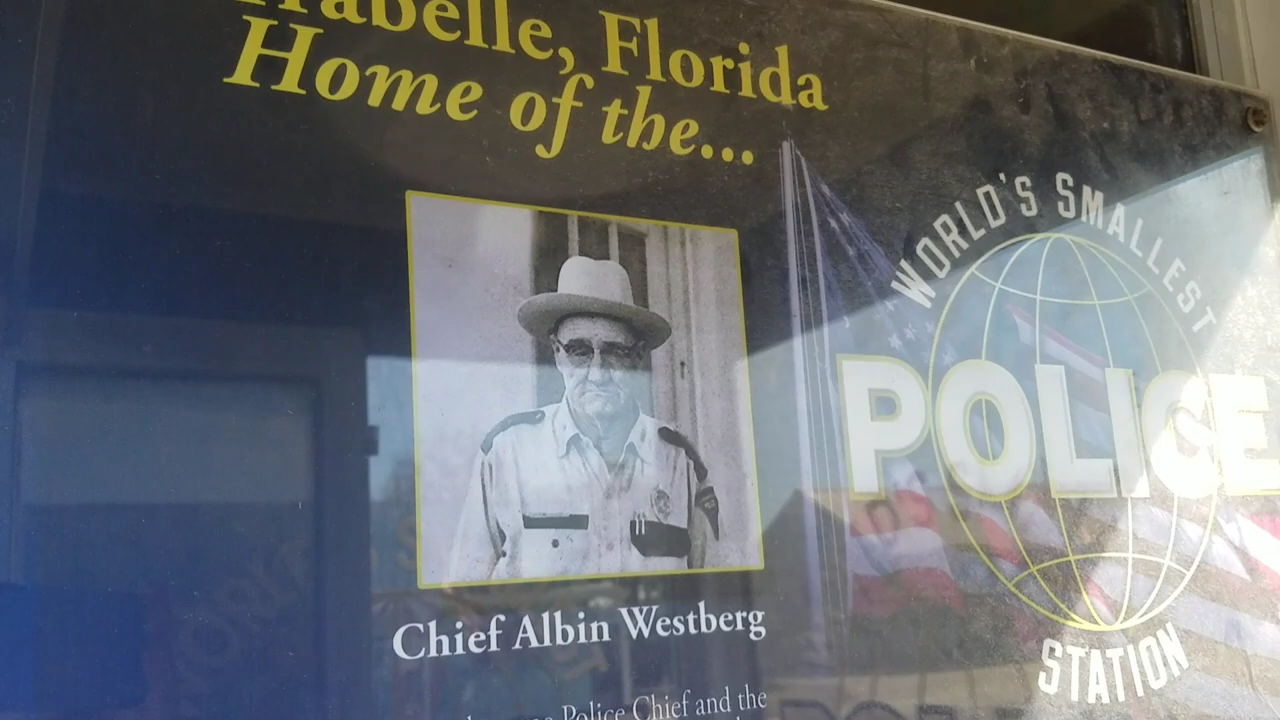 rabelle, Florida
Home of the...
WORLD'S SMALLEST
POLICE
STATION
Chief Albin Westberg
Police Chief and the